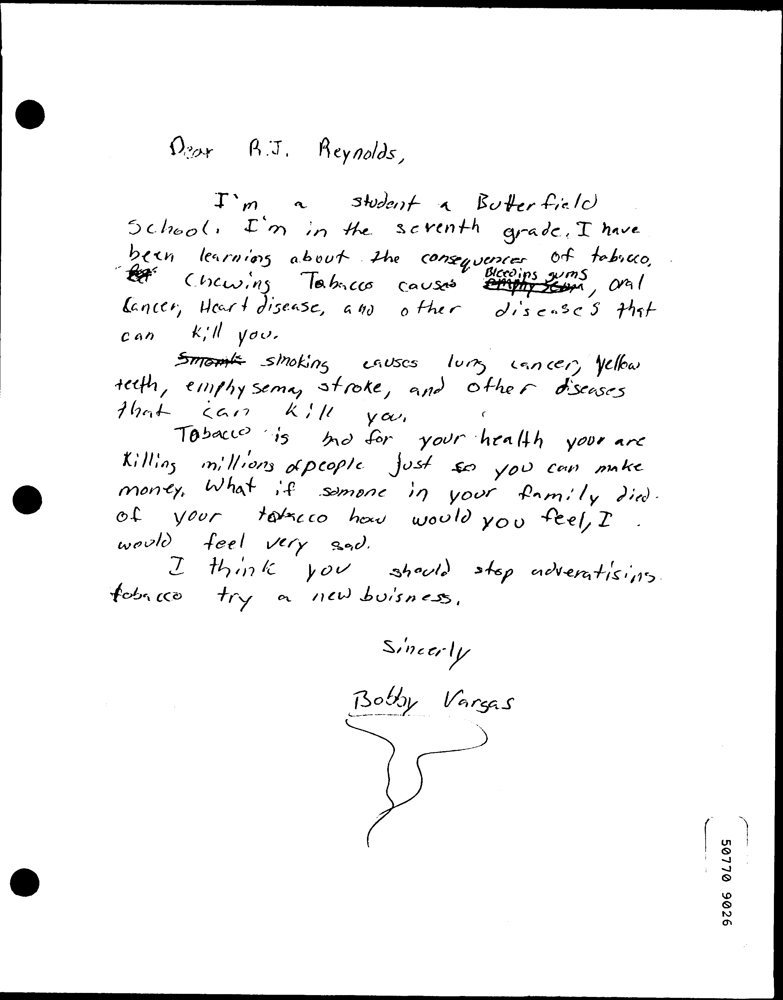 Dear R.J. Reynolds,
I'm a student a Butterfield
School. I'm in the seventh grade. I have
been learning about the consequences of tobacco.
Chewing Tobacco causes Bleeding gums, oral
Cancer, Heart disease, and other diseases that
can kill you.
smoking causes lung cancer, yellow
teeth, emphysema, stroke, and other diseases
that can kill you.
Tobacco is bad for your health your are
Killing millions of people just so you can make
money. What if somone in your family died
of your tobacco how would you feel, I
would feel very sad.
I think you should stop adveratising
tobacco try a new buisness.
Sincerly
Bobby Vargas
50770 9026